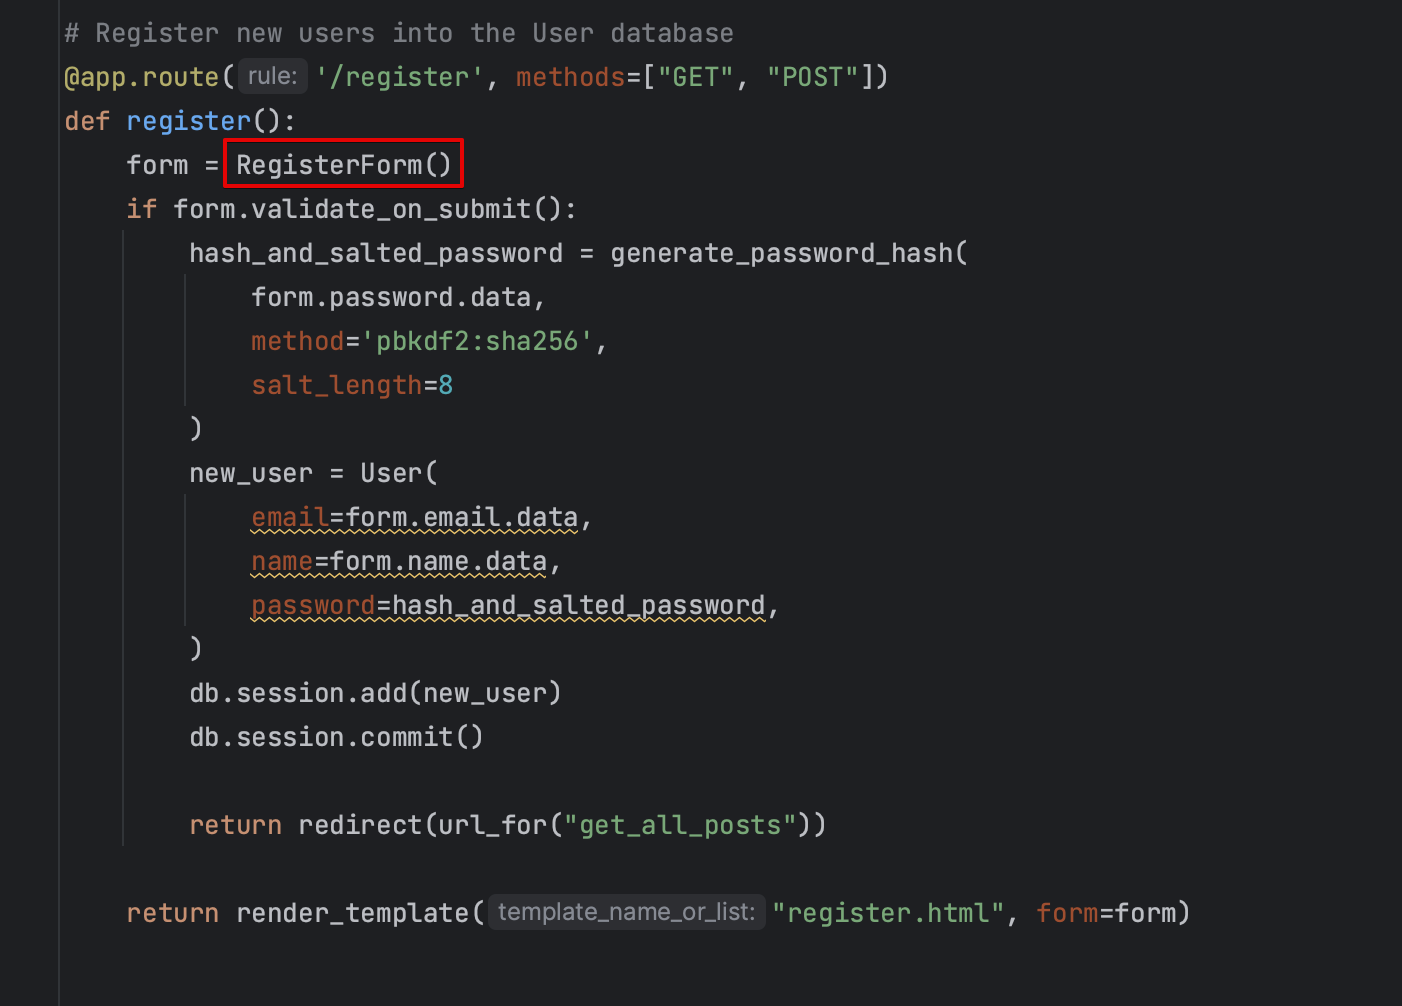 # Register new users into the User database
@app.route( rule: '/register', methods=["GET", "POST"])
def register():
form = RegisterForm()
if form.validate_on_submit():
hash_and_salted_password = generate_password_hash(
form.password.data,
method='pbkdf2:sha256',
salt_length=8
)
new_user = User(
email=form.email.data,
name=form.name.data,
password=hash_and_salted_password,
)
db.session.add(new_user)
db.session.commit()
return redirect(url_for("get_all_posts"))
return render_template( template_name_or_list: "register.html", form=form)